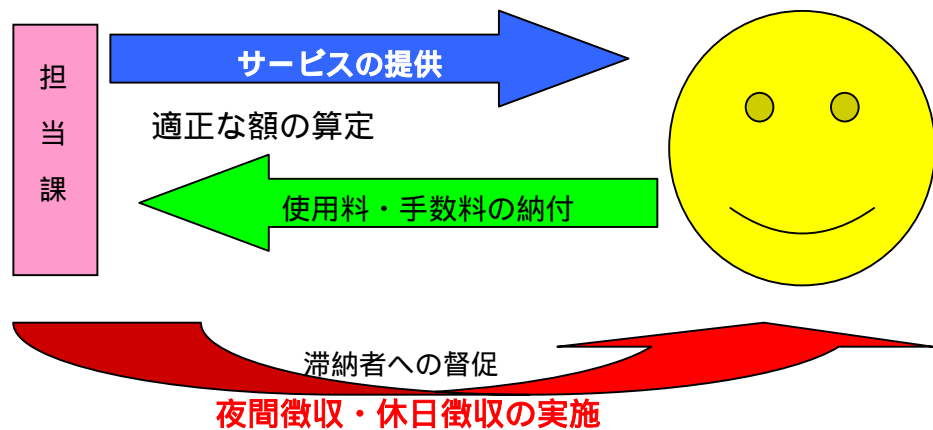 担
当
課
サービスの提供
適正な額の算定
使用料・手数料の納付
滞納者への督促
夜間徴収・休日徴収の実施